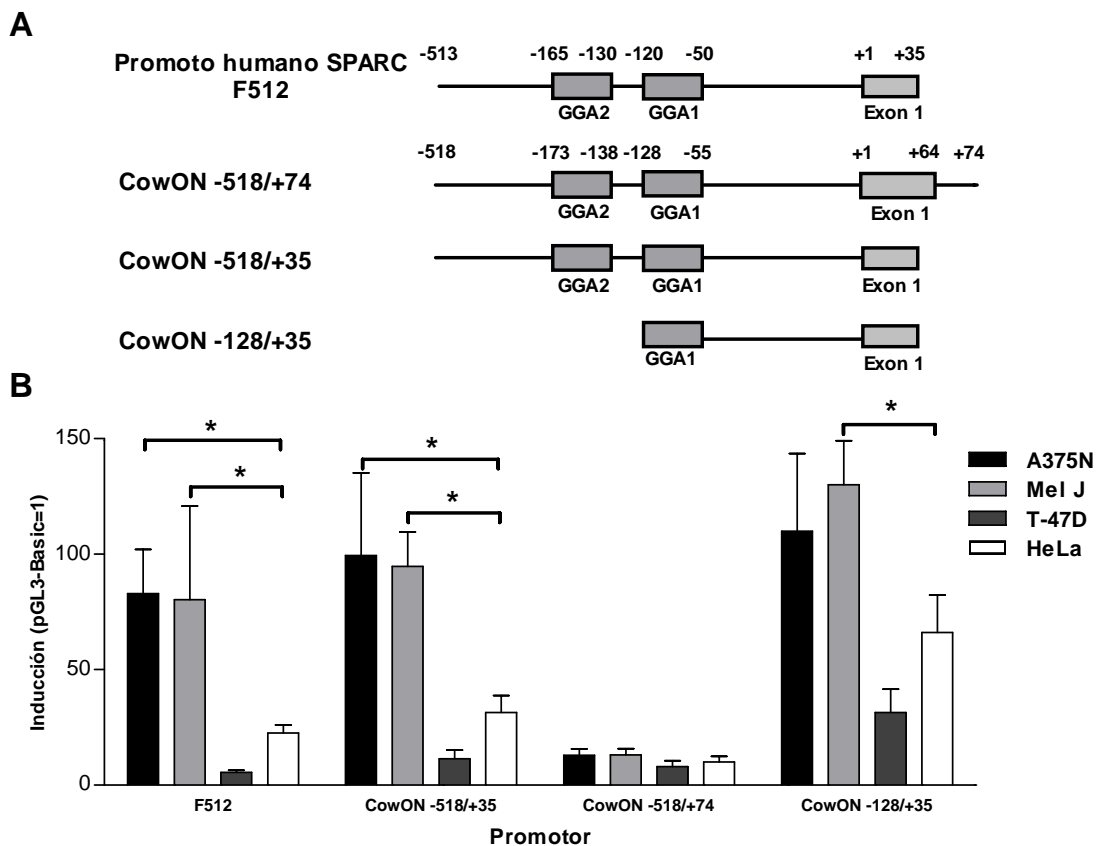 A
Promoto humano SPARC
F512
-513 -165 -130 -120 -50 +1 +35
GGA2 GGA1 Exon 1
CowON -518/+74
-518 -173 -138 -128 -55 +1 +64 +74
GGA2 GGA1 Exon 1
CowON -518/+35
GGA2 GGA1 Exon 1
CowON -128/+35
GGA1 Exon 1
B
Inducción (pGL3-Basic=1)
150
100
50
0
* * * * *
A375N
Mel J
T-47D
HeLa
F512 CowON -518/+35 CowON -518/+74 CowON -128/+35
Promotor